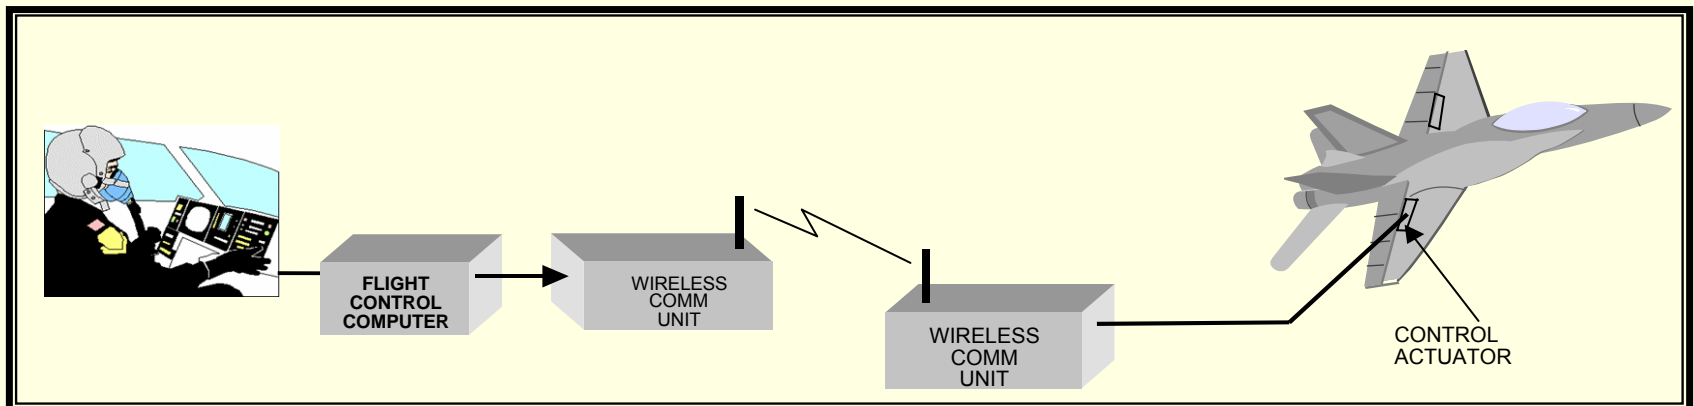 FLIGHT
CONTROL
COMPUTER
WIRELESS
COMM
UNIT
WIRELESS
COMM
UNIT
CONTROL
ACTUATOR